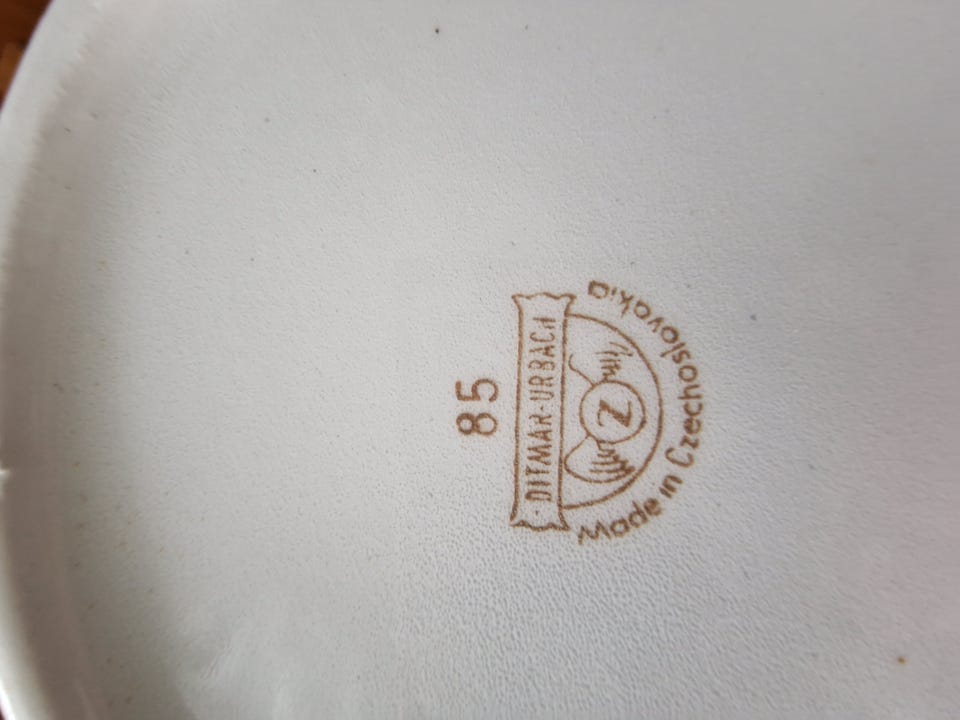 Made in Czechoslovakia
Z
DITMAR-URBACH
85